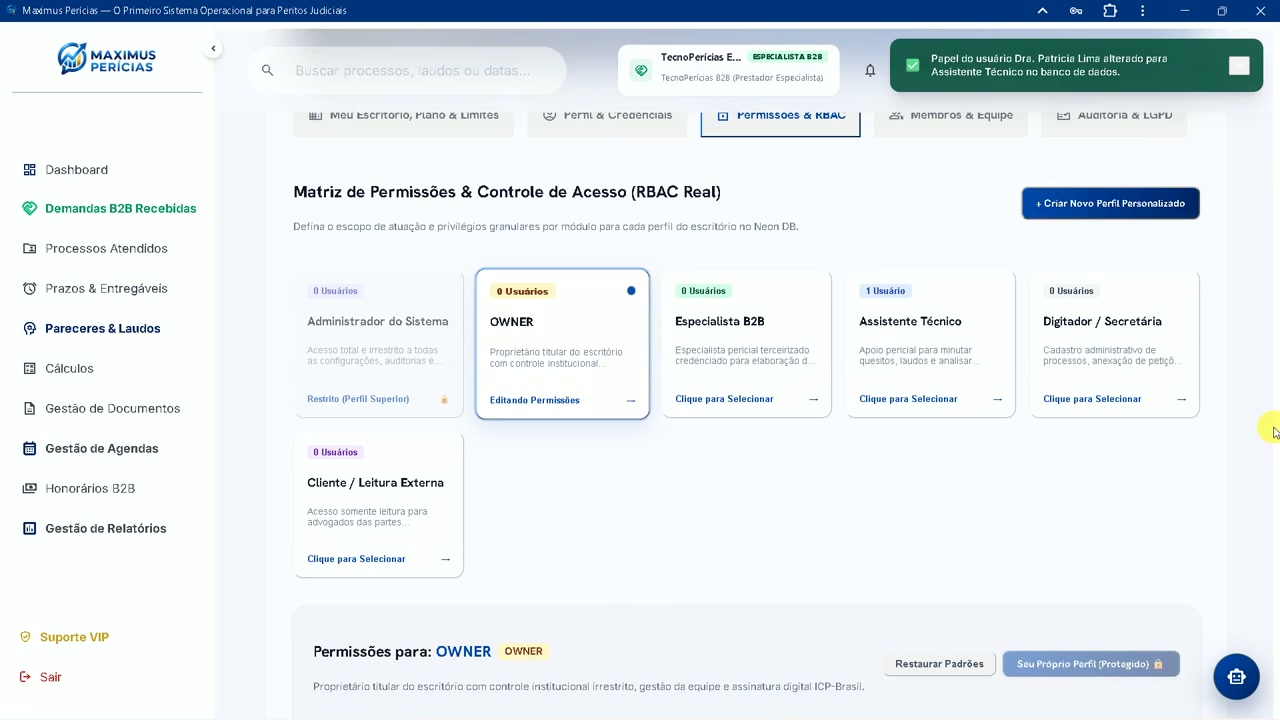 Maximus Perícias — O Primeiro Sistema Operacional para Peritos Judiciais
MAXIMUS
PERÍCIAS
Buscar processos, laudos ou datas...
TecnoPerícias E... ESPECIALISTA B2B
TecnoPerícias B2B (Prestador Especialista)
Papel do usuário Dra. Patricia Lima alterado para
Assistente Técnico no banco de dados.
Meu Escritório, Plano & Limites
Perfil & Credenciais
Permissões & RBAC
Membros & Equipe
Auditoria & LGPD
Dashboard
Demandas B2B Recebidas
Processos Atendidos
Prazos & Entregáveis
Pareceres & Laudos
Cálculos
Gestão de Documentos
Gestão de Agendas
Honorários B2B
Gestão de Relatórios
Suporte VIP
Sair
Matriz de Permissões & Controle de Acesso (RBAC Real)
Defina o escopo de atuação e privilégios granulares por módulo para cada perfil do escritório no Neon DB.
+ Criar Novo Perfil Personalizado
0 Usuários
Administrador do Sistema
Acesso total e irrestrito a todas
as configurações, auditorias e...
Restrito (Perfil Superior)
0 Usuários
OWNER
Proprietário titular do escritório
com controle institucional...
Editando Permissões →
0 Usuários
Especialista B2B
Especialista pericial terceirizado
credenciado para elaboração d...
Clique para Selecionar →
1 Usuário
Assistente Técnico
Apoio pericial para minutar
quesitos, laudos e analisar...
Clique para Selecionar →
0 Usuários
Digitador / Secretária
Cadastro administrativo de
processos, anexação de petiçõ...
Clique para Selecionar →
0 Usuários
Cliente / Leitura Externa
Acesso somente leitura para
advogados das partes...
Clique para Selecionar →
Permissões para: OWNER OWNER
Proprietário titular do escritório com controle institucional irrestrito, gestão da equipe e assinatura digital ICP-Brasil.
Restaurar Padrões
Seu Próprio Perfil (Protegido)